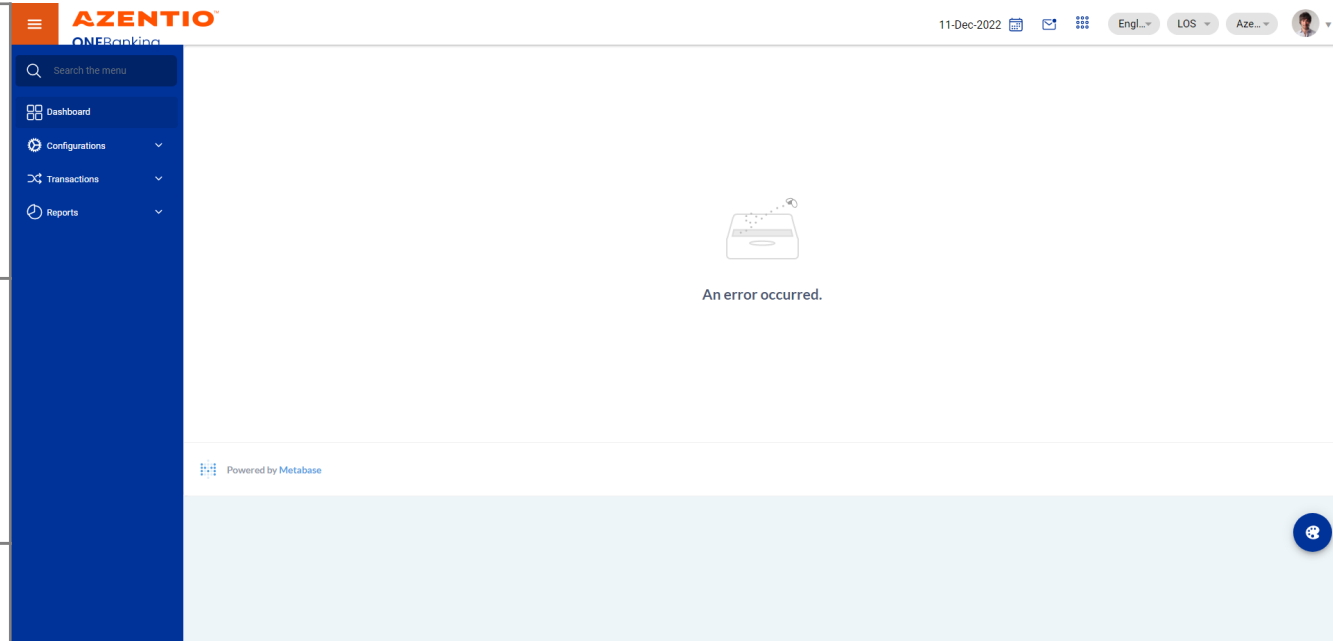 AZENTIO™
ONEBanking
11-Dec-2022
Engl...
LOS
Aze...
Search the menu
Dashboard
Configurations
Transactions
Reports
An error occurred.
Powered by Metabase